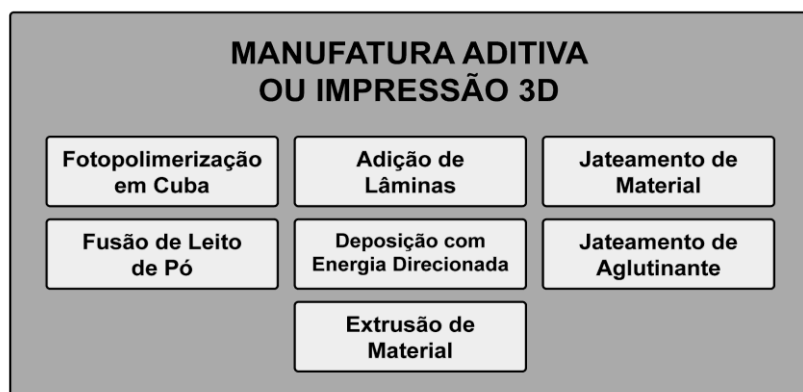 MANUFATURA ADITIVA
OU IMPRESSÃO 3D
Fotopolimerização
em Cuba
Adição de
Lâminas
Jateamento de
Material
Fusão de Leito
de Pó
Deposição com
Energia Direcionada
Jateamento de
Aglutinante
Extrusão de
Material